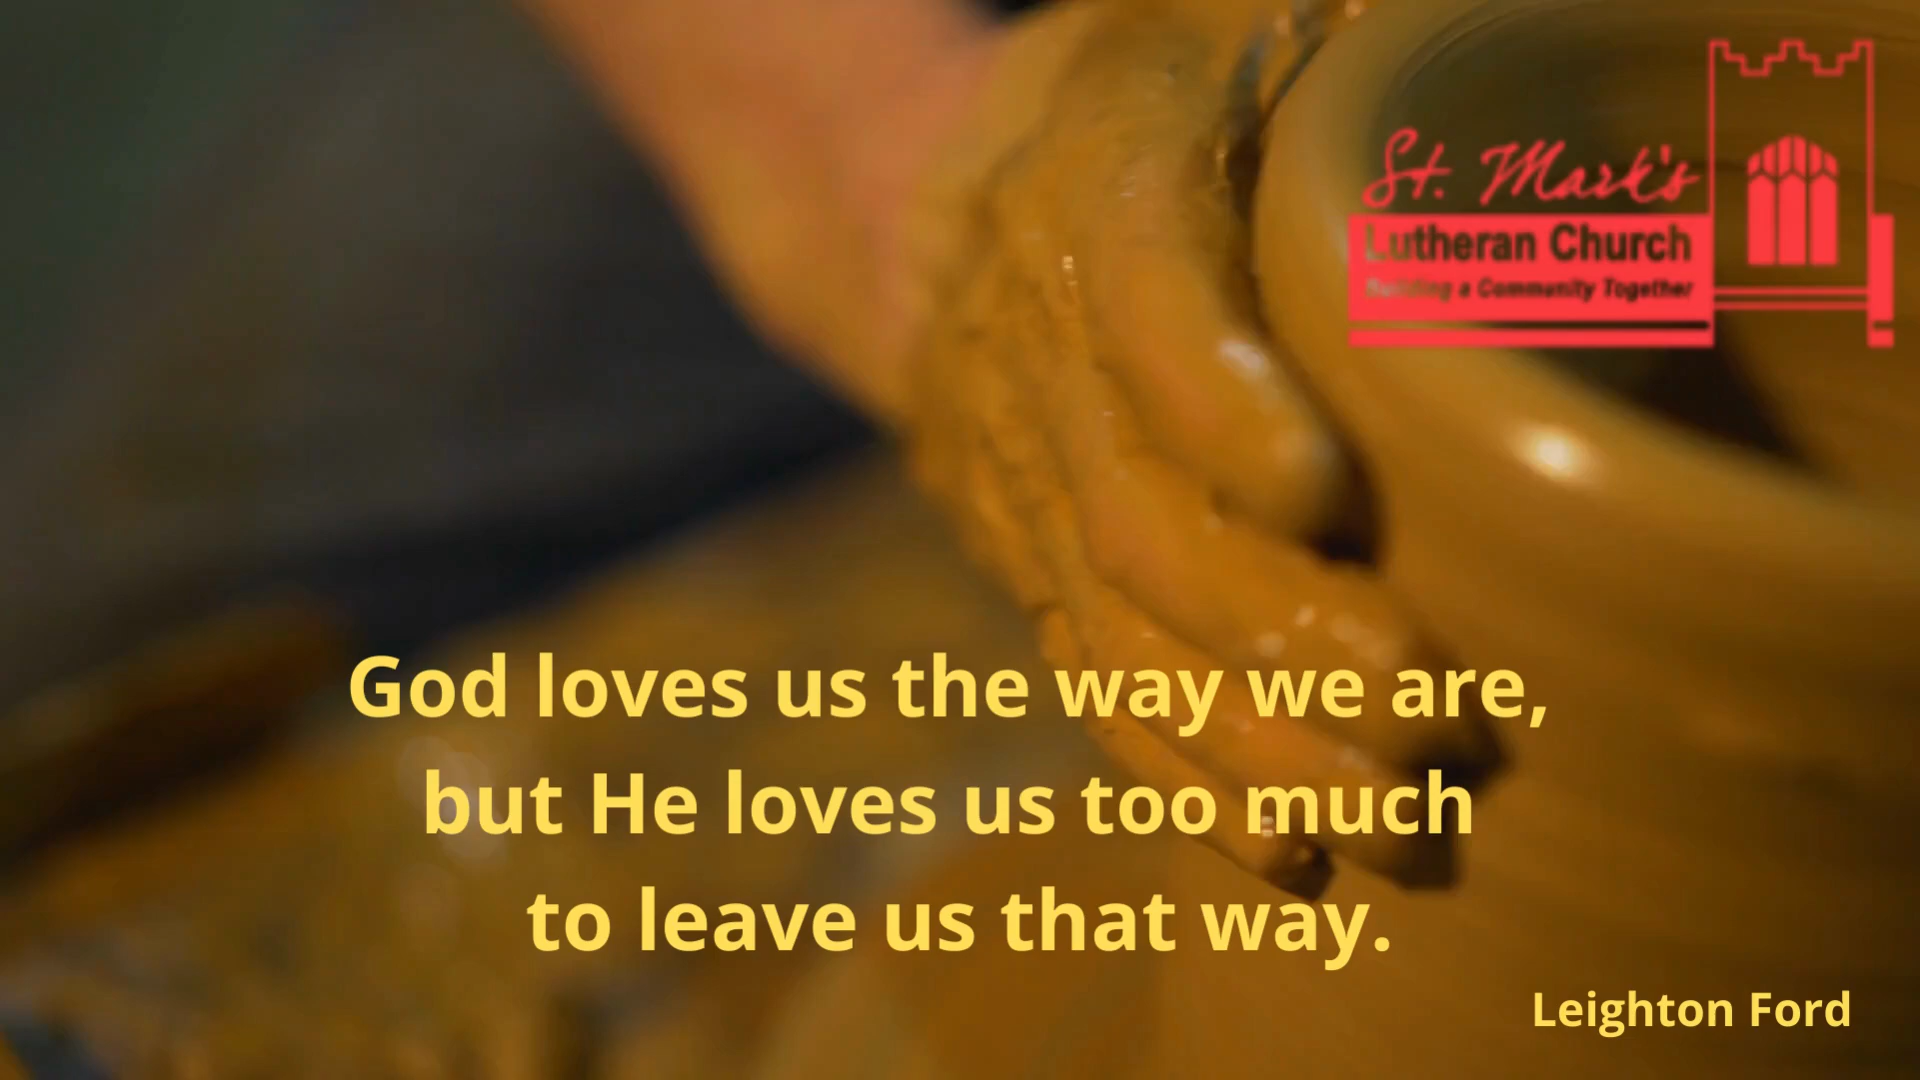 St. Mark's
Lutheran Church
Building a Community Together
God loves us the way we are,
but He loves us too much
to leave us that way.
Leighton Ford